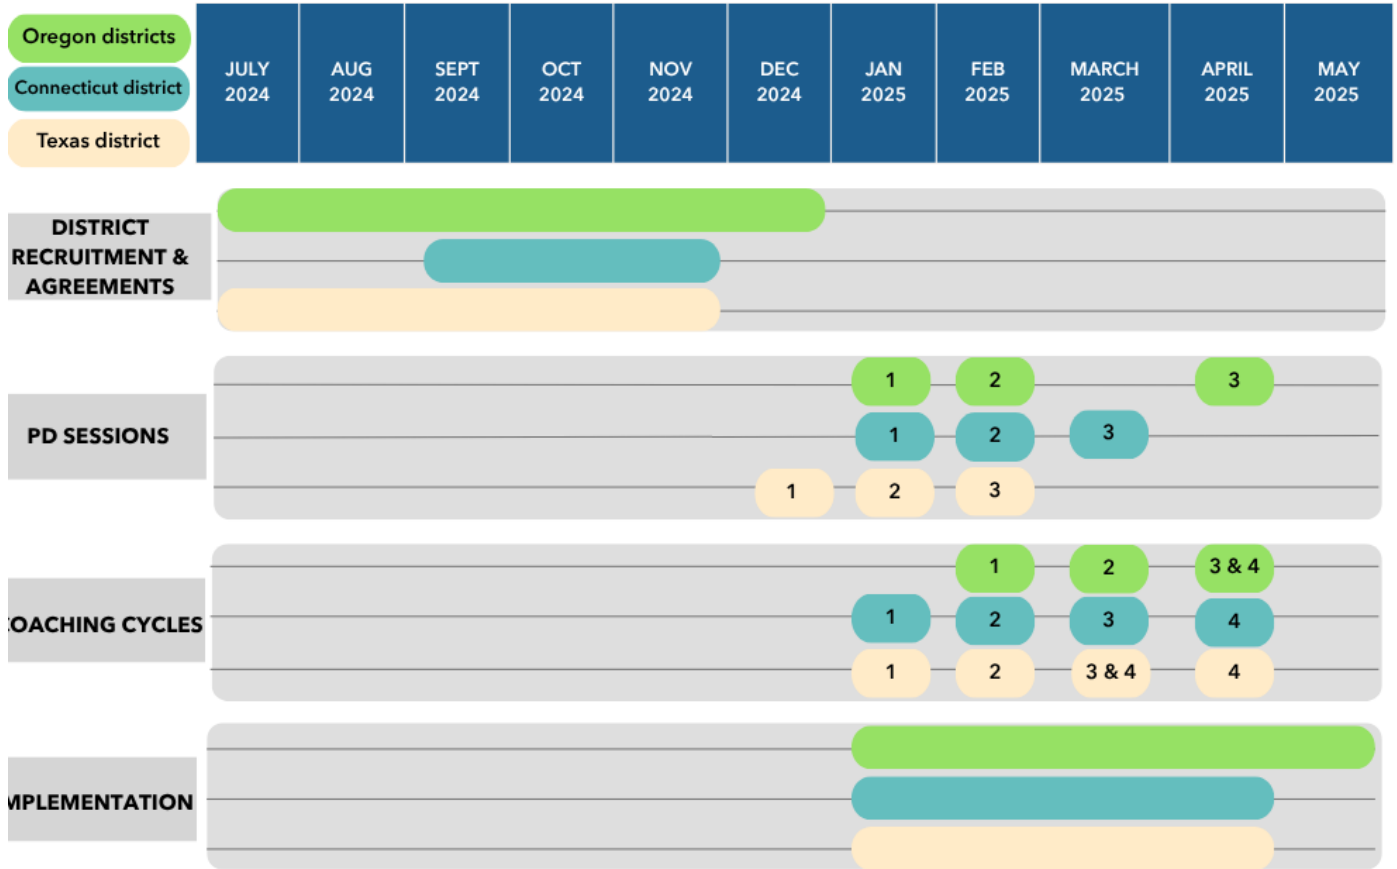 Oregon districts
Connecticut district
Texas district
JULY
2024
AUG
2024
SEPT
2024
OCT
2024
NOV
2024
DEC
2024
JAN
2025
FEB
2025
MARCH
2025
APRIL
2025
MAY
2025
DISTRICT
RECRUITMENT &
AGREEMENTS
PD SESSIONS
1 2 3
1 2 3
1 2 3
OACHING CYCLES
1 2 3 & 4
1 2 3 4
1 2 3 & 4 4
MPLEMENTATION